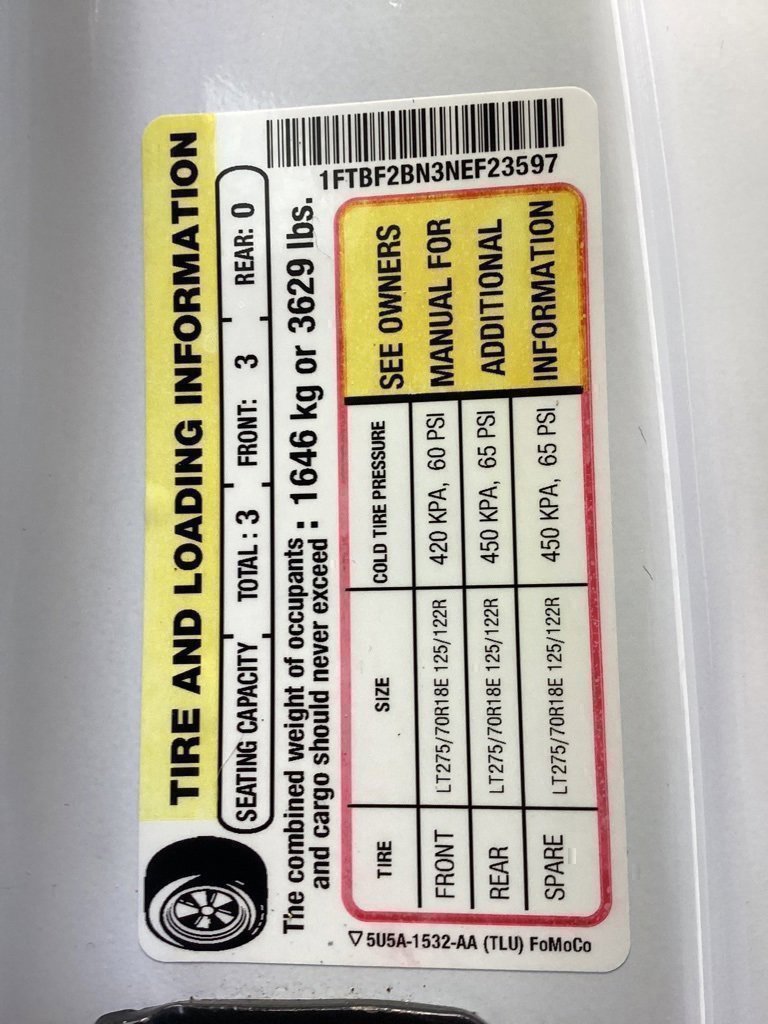 TIRE AND LOADING INFORMATION
SEATING CAPACITY TOTAL : 3 FRONT: 3 REAR: 0
The combined weight of occupants
and cargo should never exceed : 1646 kg or 3629 lbs.
1FTBF2BN3NEF23597
TIRE SIZE COLD TIRE PRESSURE
FRONT LT275/70R18E 125/122R 420 KPA, 60 PSI
REAR LT275/70R18E 125/122R 450 KPA, 65 PSI
SPARE LT275/70R18E 125/122R 450 KPA, 65 PSI
SEE OWNERS
MANUAL FOR
ADDITIONAL
INFORMATION
5U5A-1532-AA (TLU) FoMoCo